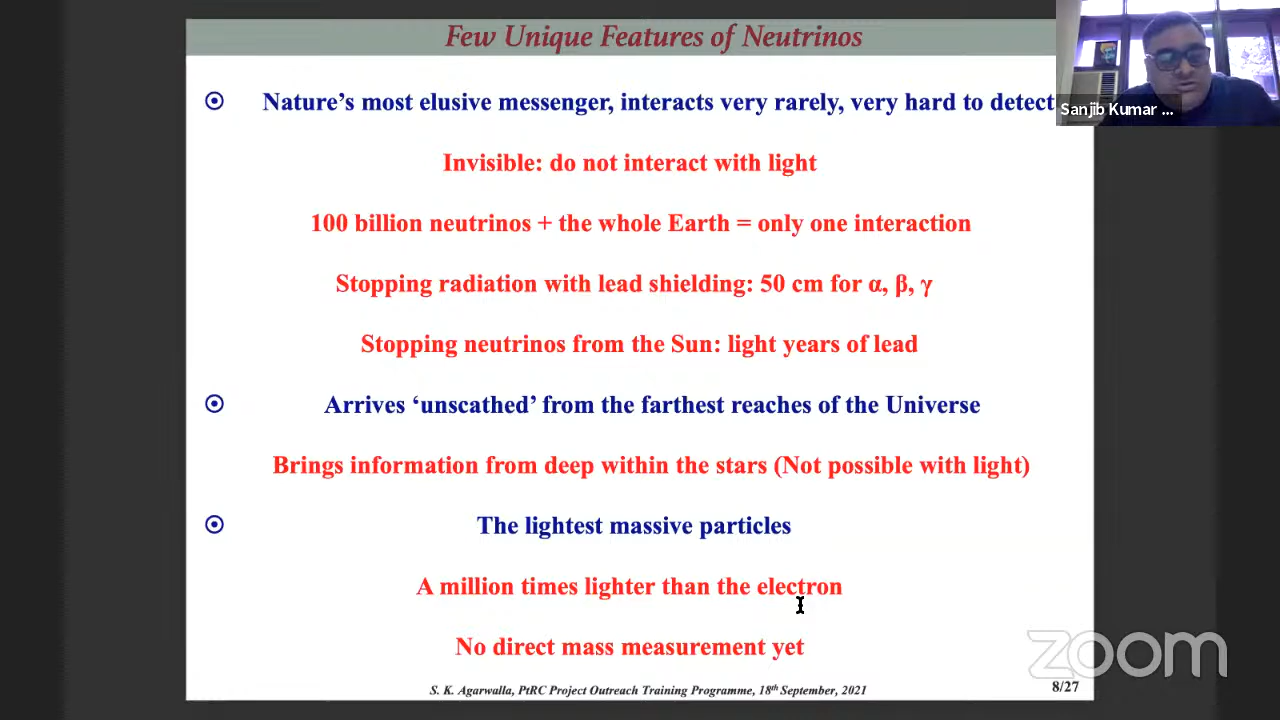 Few Unique Features of Neutrinos
Nature's most elusive messenger, interacts very rarely, very hard to detect
Sanjib Kumar ...
Invisible: do not interact with light
100 billion neutrinos + the whole Earth = only one interaction
Stopping radiation with lead shielding: 50 cm for α, β, γ
Stopping neutrinos from the Sun: light years of lead
Arrives ‘unscathed’ from the farthest reaches of the Universe
Brings information from deep within the stars (Not possible with light)
The lightest massive particles
A million times lighter than the electron
No direct mass measurement yet
zoom
S. K. Agarwalla, PtRC Project Outreach Training Programme, 18th September, 2021
8/27